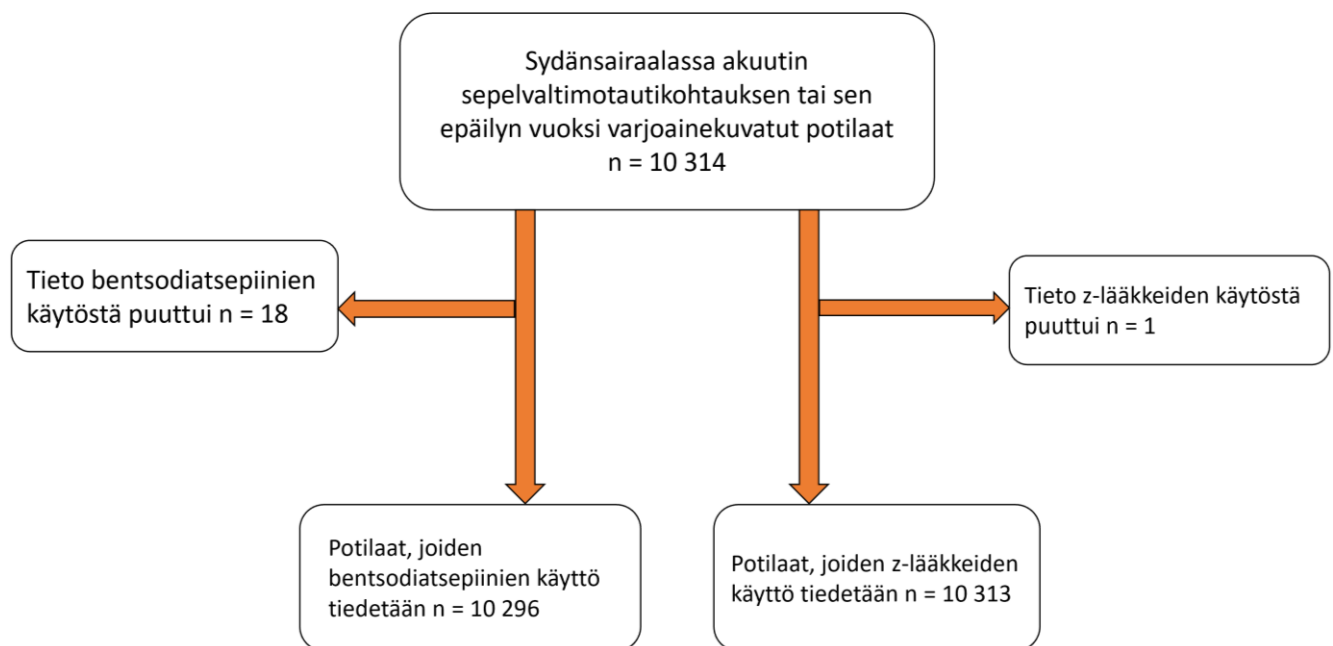 Sydänsairaalassa akuutin
sepelvaltimotautikohtauksen tai sen
epäilyn vuoksi varjoainekuvatut potilaat
n = 10 314
Tieto bentsodiatsepiinien
käytöstä puuttui n = 18
Tieto z-lääkkeiden käytöstä
puuttui n = 1
Potilaat, joiden
bentsodiatsepiinien käyttö
tiedetään n = 10 296
Potilaat, joiden z-lääkkeiden
käyttö tiedetään n = 10 313